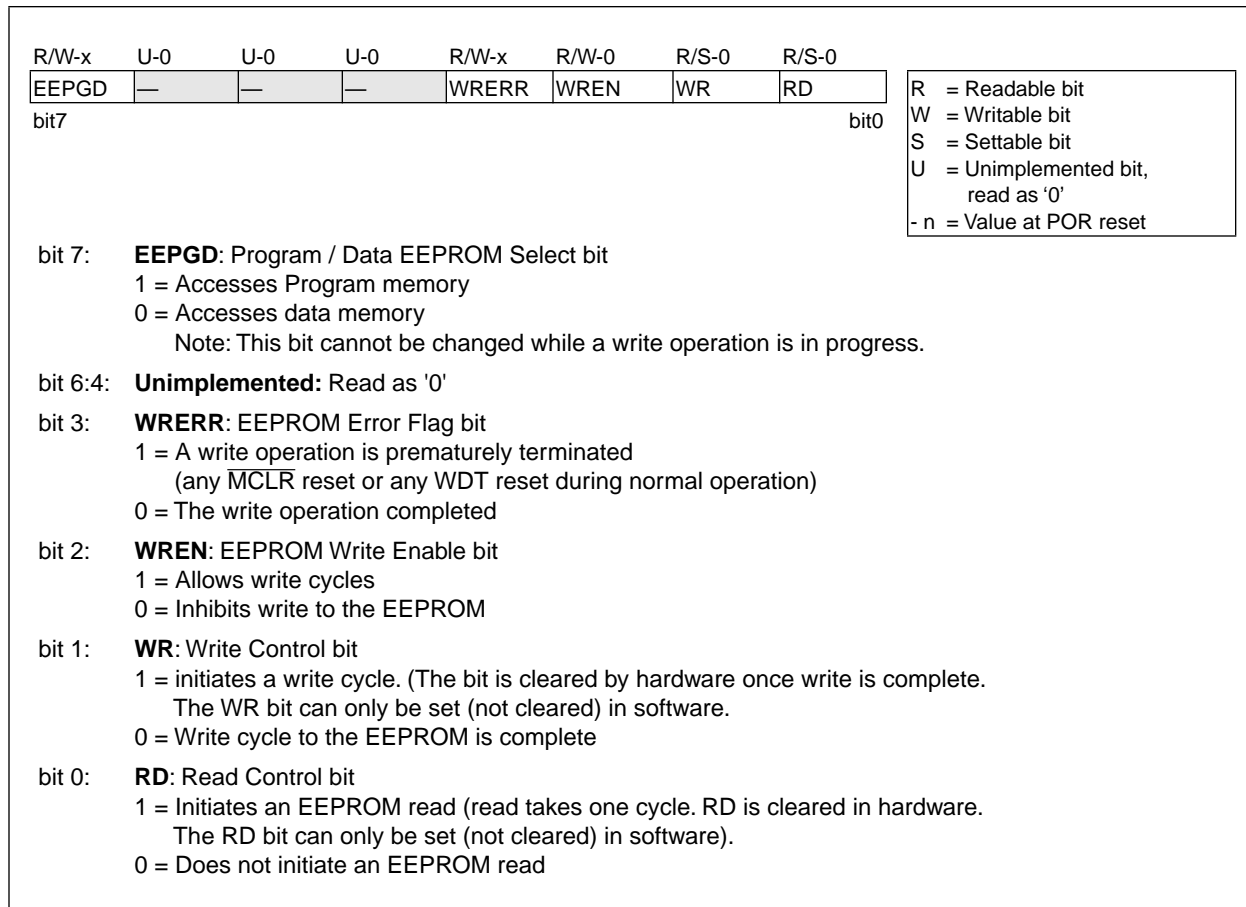 R/W-x U-0 U-0 U-0 R/W-x R/W-0 R/S-0 R/S-0
EEPGD — — — WRERR WREN WR RD
bit7 bit0
R = Readable bit
W = Writable bit
S = Settable bit
U = Unimplemented bit,
read as ‘0’
- n = Value at POR reset
bit 7: EEPGD: Program / Data EEPROM Select bit
1 = Accesses Program memory
0 = Accesses data memory
Note: This bit cannot be changed while a write operation is in progress.
bit 6:4: Unimplemented: Read as '0'
bit 3: WRERR: EEPROM Error Flag bit
1 = A write operation is prematurely terminated
(any M̅C̅L̅R̅ reset or any WDT reset during normal operation)
0 = The write operation completed
bit 2: WREN: EEPROM Write Enable bit
1 = Allows write cycles
0 = Inhibits write to the EEPROM
bit 1: WR: Write Control bit
1 = initiates a write cycle. (The bit is cleared by hardware once write is complete.
The WR bit can only be set (not cleared) in software.
0 = Write cycle to the EEPROM is complete
bit 0: RD: Read Control bit
1 = Initiates an EEPROM read (read takes one cycle. RD is cleared in hardware.
The RD bit can only be set (not cleared) in software).
0 = Does not initiate an EEPROM read